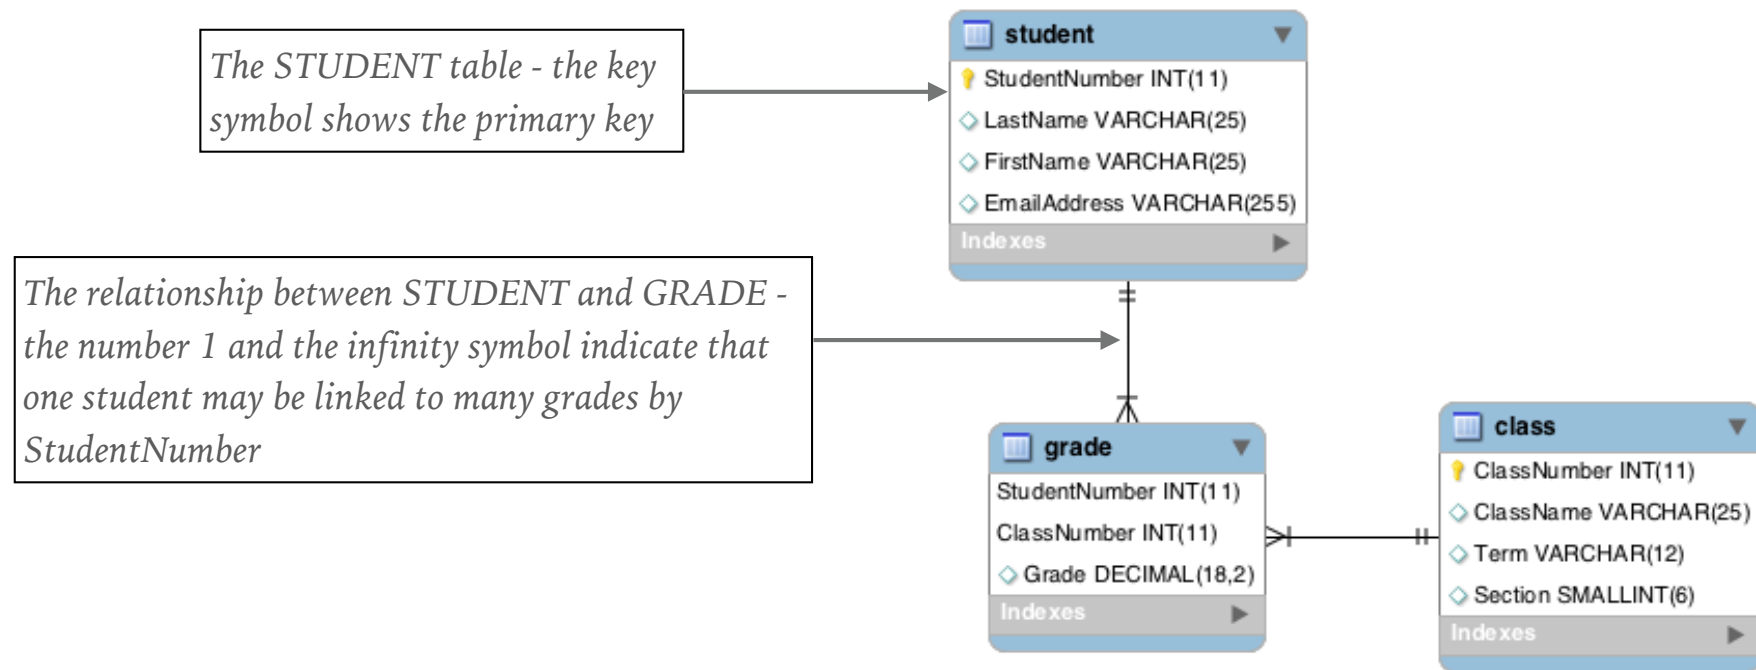 The STUDENT table - the key
symbol shows the primary key
student
StudentNumber INT(11)
LastName VARCHAR(25)
FirstName VARCHAR(25)
EmailAddress VARCHAR(255)
Indexes
The relationship between STUDENT and GRADE -
the number 1 and the infinity symbol indicate that
one student may be linked to many grades by
StudentNumber
grade
StudentNumber INT(11)
ClassNumber INT(11)
Grade DECIMAL(18,2)
Indexes
class
ClassNumber INT(11)
ClassName VARCHAR(25)
Term VARCHAR(12)
Section SMALLINT(6)
Indexes